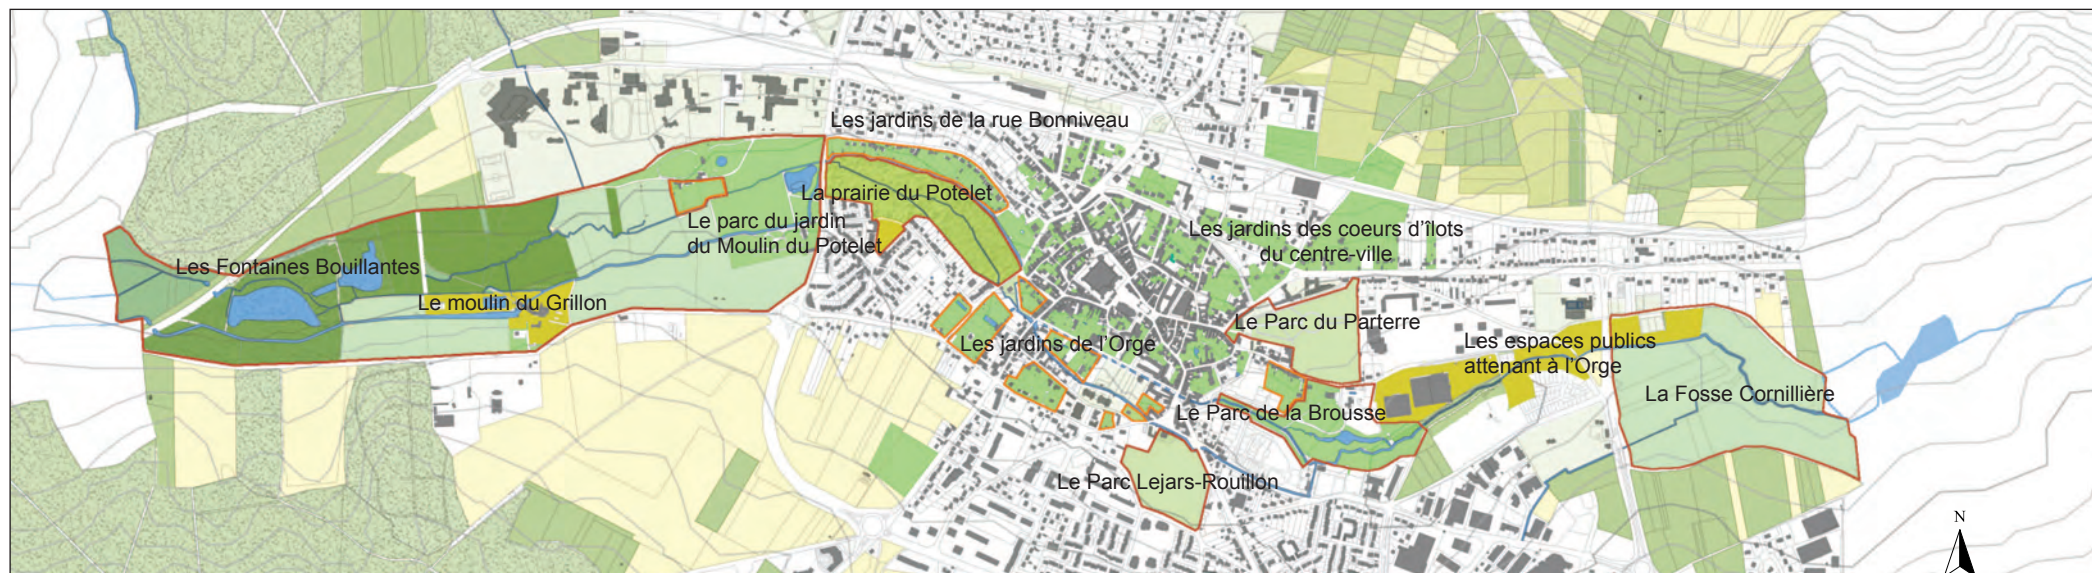 Les jardins de la rue Bonniveau
La prairie du Potelet
Le parc du jardin
du Moulin du Potelet
Les jardins des coeurs d'îlots
du centre-ville
Les Fontaines Bouillantes
Le moulin du Grillon
Le Parc du Parterre
Les jardins de l'Orge
Les espaces publics
attenant à l'Orge
La Fosse Cornillière
Le Parc de la Brousse
Le Parc Lejars-Rouillon
N